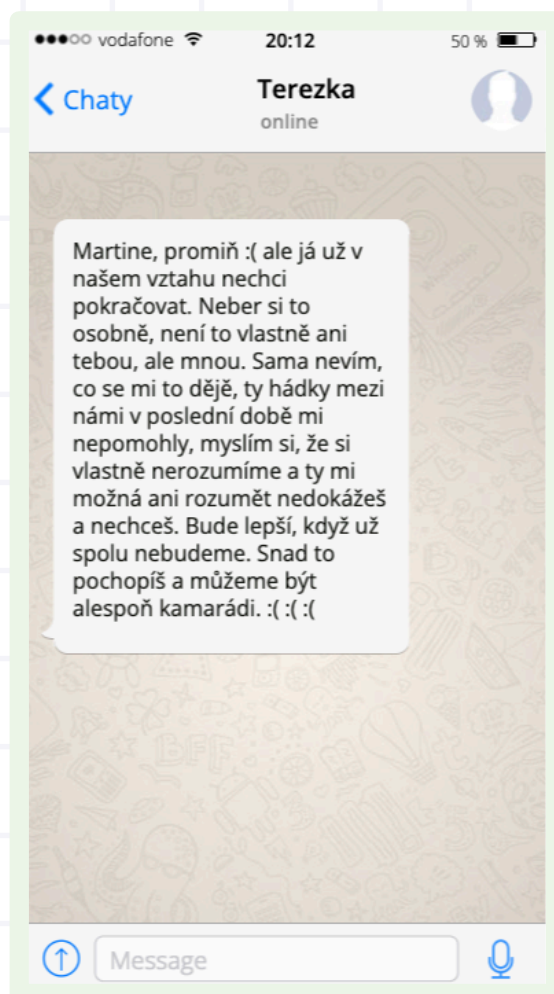 ●●●○○ vodafone 20:12 50 %
Chaty Terezka
online
Martine, promiň :( ale já už v
našem vztahu nechci
pokračovat. Neber si to
osobně, není to vlastně ani
tebou, ale mnou. Sama nevím,
co se mi to děje, ty hádky mezi
námi v poslední době mi
nepomohly, myslím si, že si
vlastně nerozumíme a ty mi
možná ani rozumět nedokážeš
a nechceš. Bude lepší, když už
spolu nebudeme. Snad to
pochopíš a můžeme být
alespoň kamarádi. :( :( :(
BFF
Message